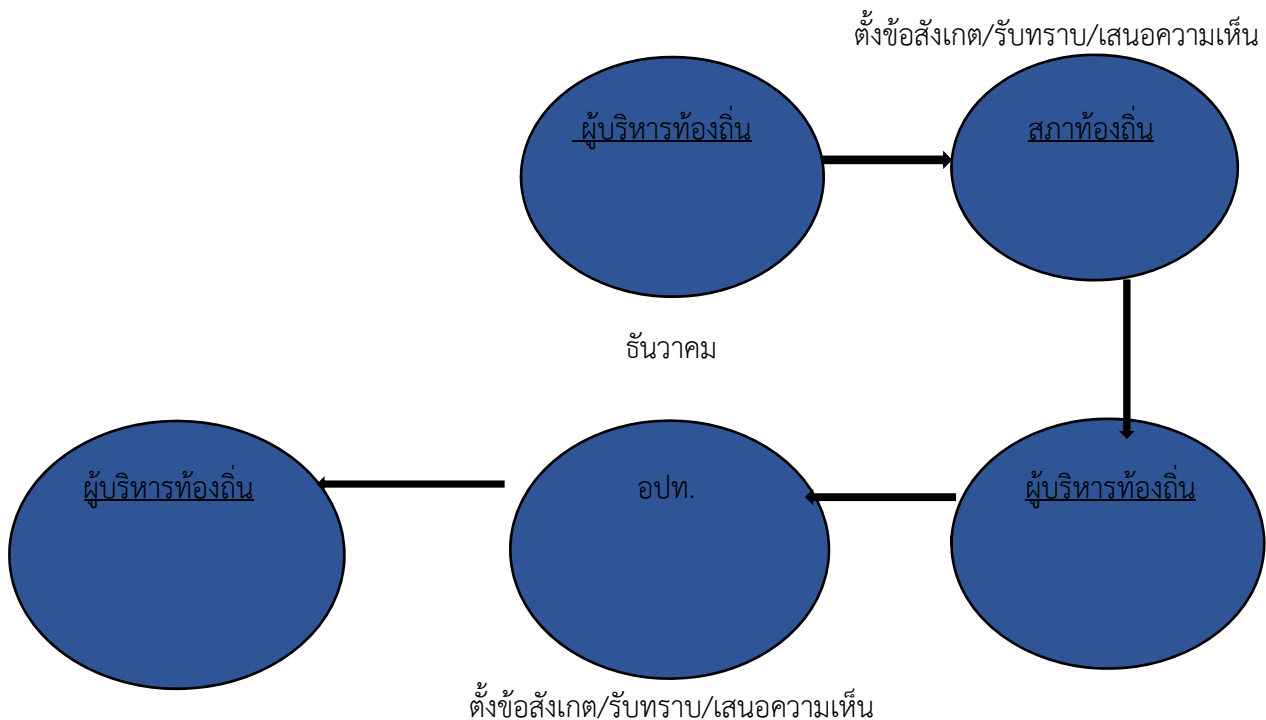 ตั้งข้อสังเกต/รับทราบ/เสนอความเห็น
ผู้บริหารท้องถิ่น
สภาท้องถิ่น
ธันวาคม
ผู้บริหารท้องถิ่น
อปท.
ผู้บริหารท้องถิ่น
ตั้งข้อสังเกต/รับทราบ/เสนอความเห็น